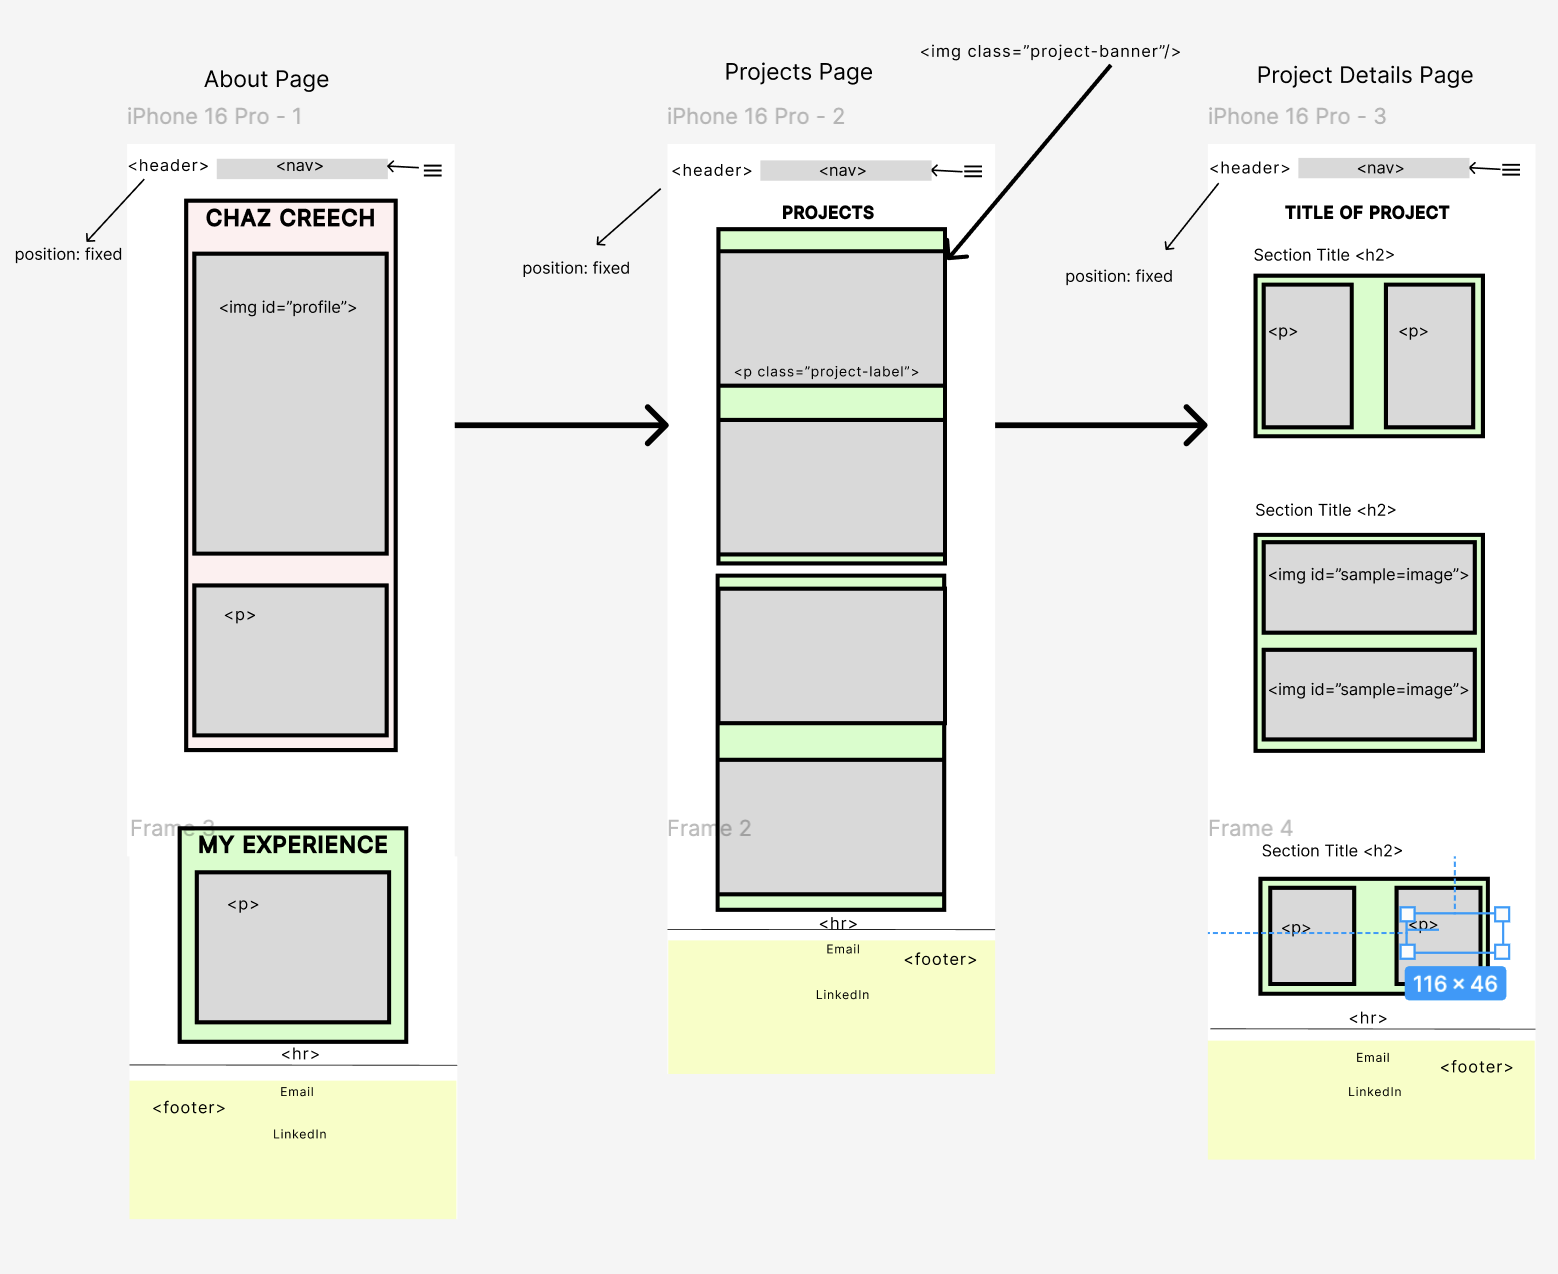 <img class=”project-banner”/>
About Page
Projects Page
Project Details Page
iPhone 16 Pro - 1
iPhone 16 Pro - 2
iPhone 16 Pro - 3
<header>
<nav>
position: fixed
CHAZ CREECH
<img id=”profile”>
<p>
Frame 3
MY EXPERIENCE
<p>
<hr>
Email
<footer>
LinkedIn
<header>
<nav>
position: fixed
PROJECTS
<p class=”project-label”>
Frame 2
<hr>
Email
<footer>
LinkedIn
<header>
<nav>
position: fixed
TITLE OF PROJECT
Section Title <h2>
<p>
<p>
Section Title <h2>
<img id=”sample=image”>
<img id=”sample=image”>
Frame 4
Section Title <h2>
<p>
<p>
116 × 46
<hr>
Email
<footer>
LinkedIn